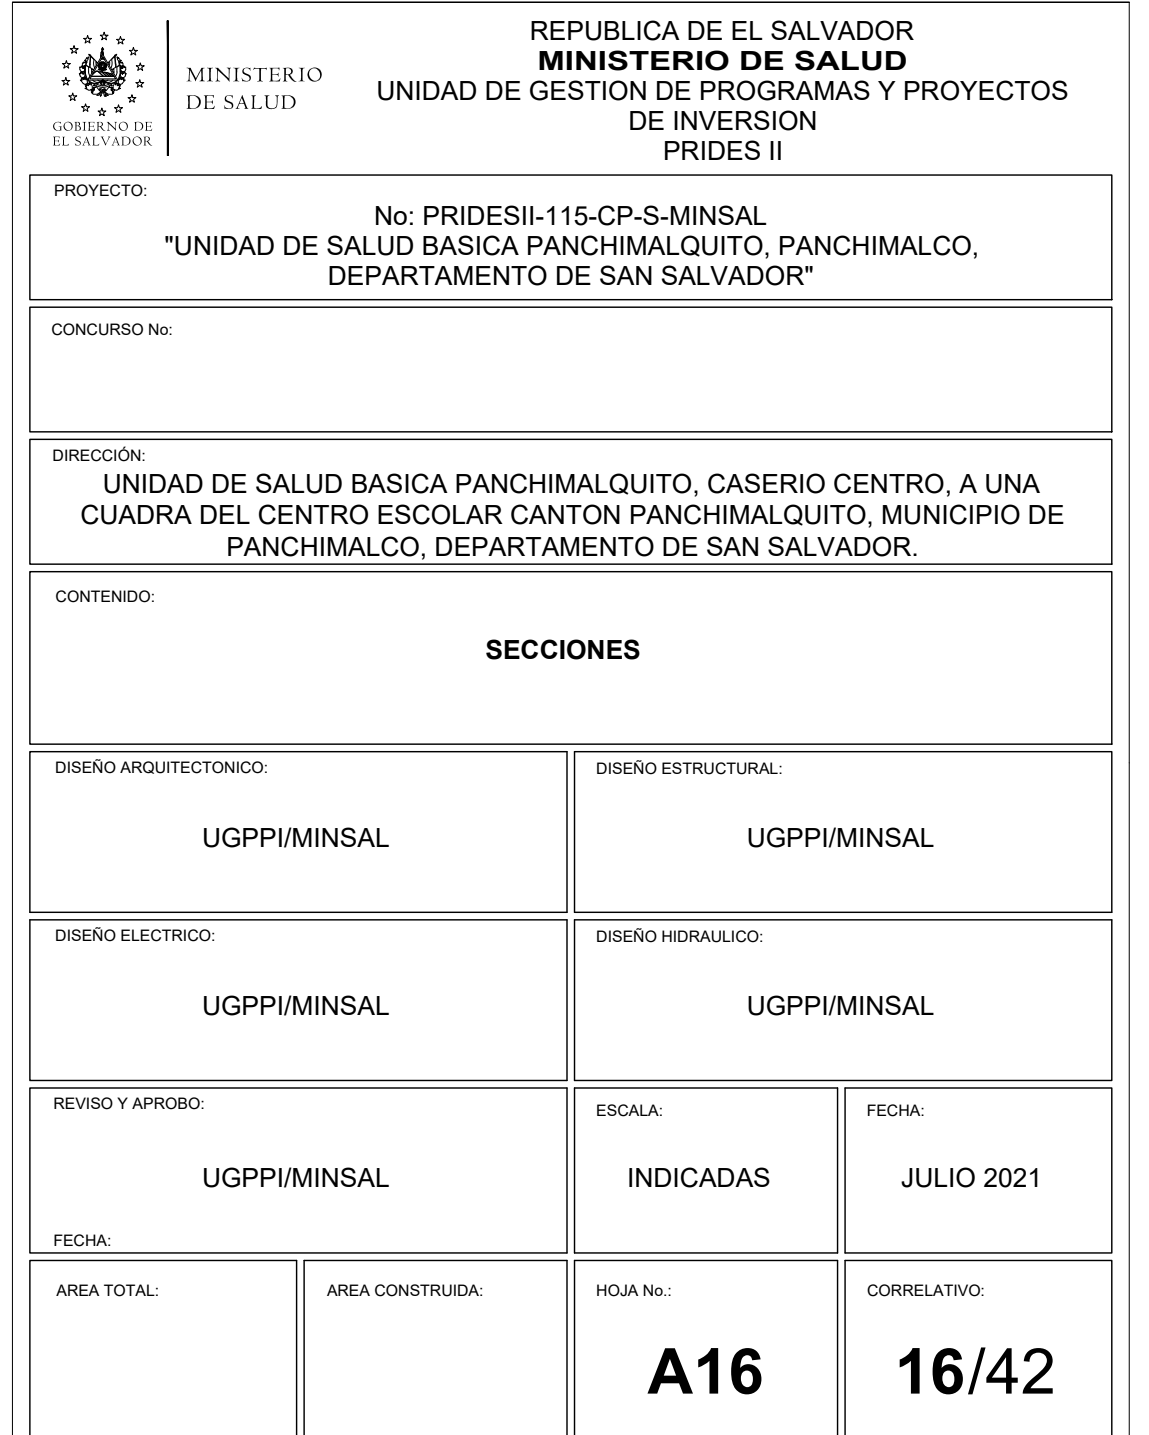 GOBIERNO DE
EL SALVADOR
MINISTERIO
DE SALUD
REPUBLICA DE EL SALVADOR
MINISTERIO DE SALUD
UNIDAD DE GESTION DE PROGRAMAS Y PROYECTOS
DE INVERSION
PRIDES II
PROYECTO:
No: PRIDESII-115-CP-S-MINSAL
"UNIDAD DE SALUD BASICA PANCHIMALQUITO, PANCHIMALCO,
DEPARTAMENTO DE SAN SALVADOR"
CONCURSO No:
DIRECCIÓN:
UNIDAD DE SALUD BASICA PANCHIMALQUITO, CASERIO CENTRO, A UNA
CUADRA DEL CENTRO ESCOLAR CANTON PANCHIMALQUITO, MUNICIPIO DE
PANCHIMALCO, DEPARTAMENTO DE SAN SALVADOR.
CONTENIDO:
SECCIONES
DISEÑO ARQUITECTONICO:
UGPPI/MINSAL
DISEÑO ESTRUCTURAL:
UGPPI/MINSAL
DISEÑO ELECTRICO:
UGPPI/MINSAL
DISEÑO HIDRAULICO:
UGPPI/MINSAL
REVISO Y APROBO:
UGPPI/MINSAL
FECHA:
ESCALA:
INDICADAS
FECHA:
JULIO 2021
AREA TOTAL:
AREA CONSTRUIDA:
HOJA No.:
A16
CORRELATIVO:
16/42